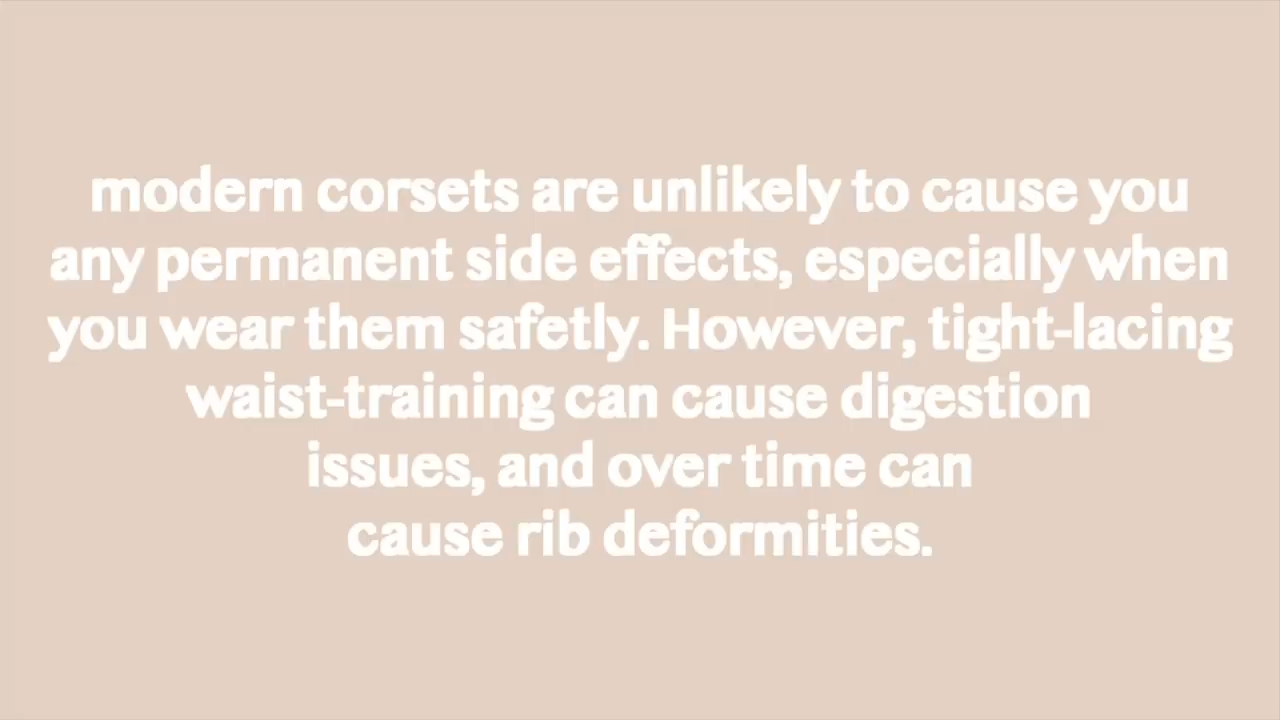 modern corsets are unlikely to cause you
any permanent side effects, especially when
you wear them safetly. However, tight-lacing
waist-training can cause digestion
issues, and over time can
cause rib deformities.